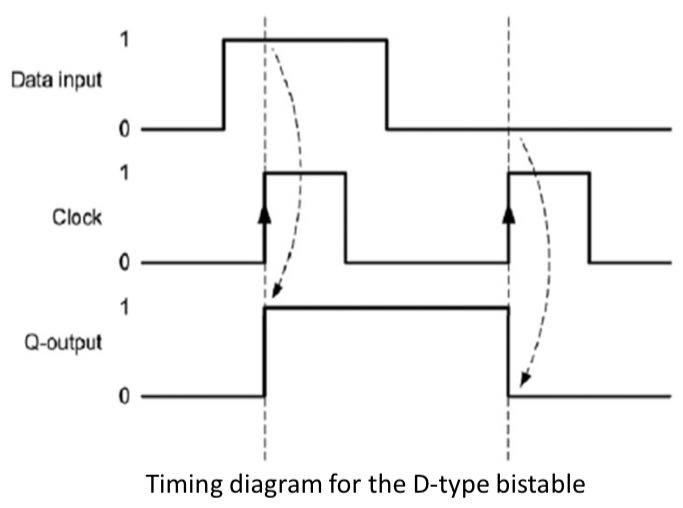 1
Data input
0
1
Clock
0
1
Q-output
0
Timing diagram for the D-type bistable